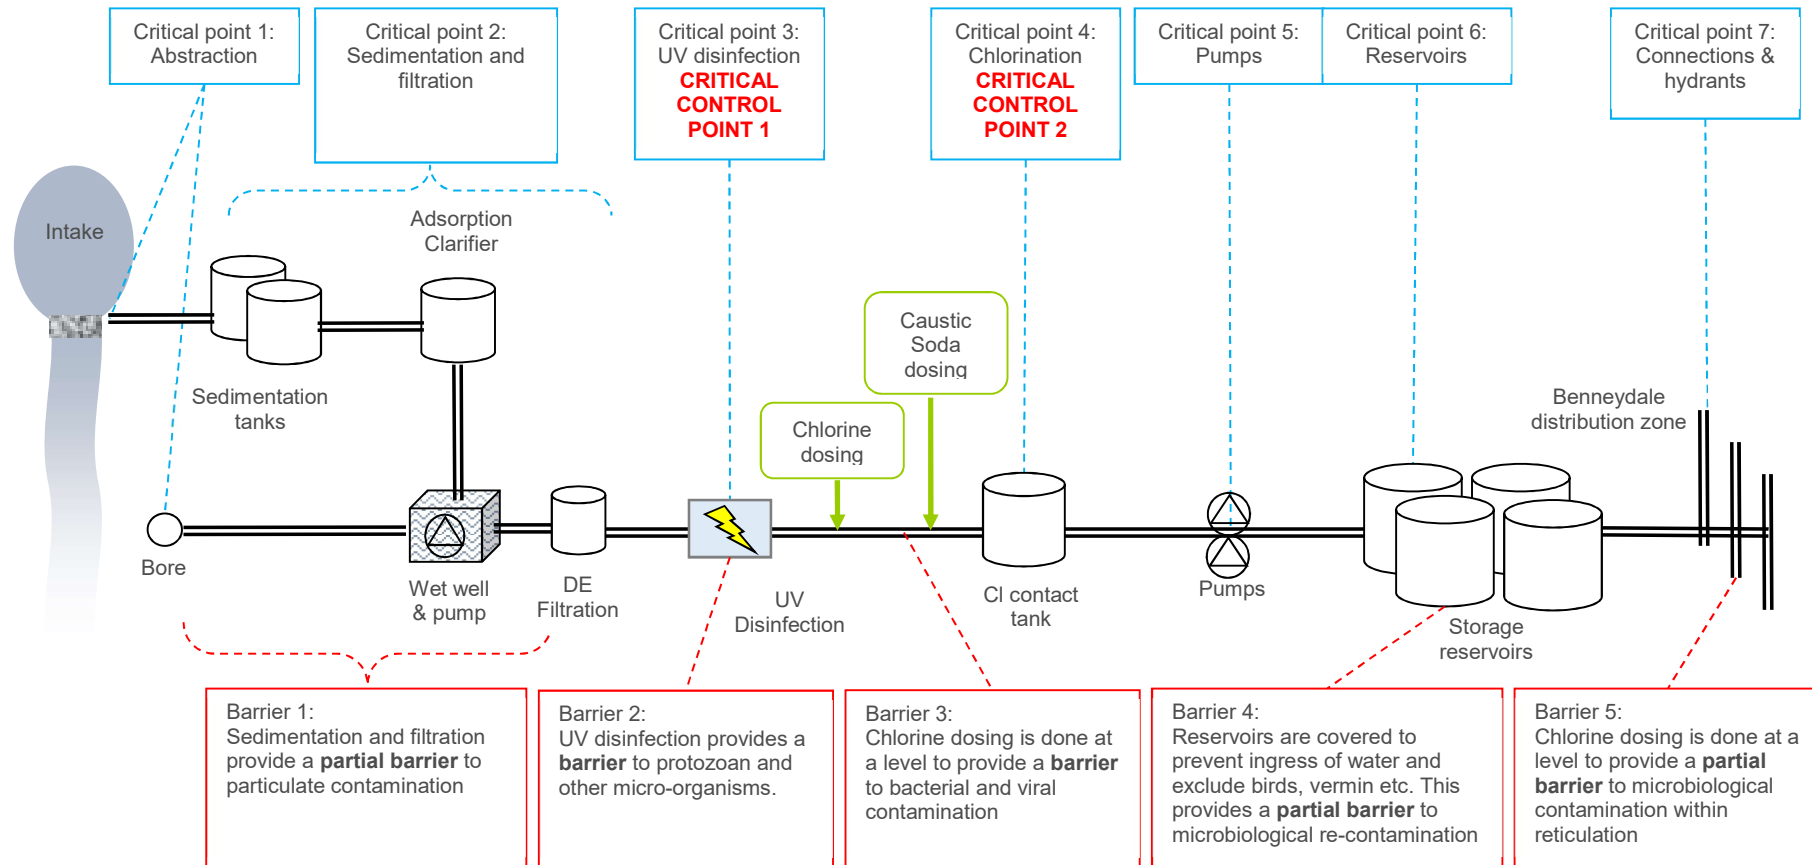 Critical point 1:
Abstraction
Critical point 2:
Sedimentation and
filtration
Critical point 3:
UV disinfection
CRITICAL
CONTROL
POINT 1
Critical point 4:
Chlorination
CRITICAL
CONTROL
POINT 2
Critical point 5:
Pumps
Critical point 6:
Reservoirs
Critical point 7:
Connections &
hydrants
Intake
Adsorption
Clarifier
Sedimentation
tanks
Caustic
Soda
dosing
Chlorine
dosing
Benneydale
distribution zone
Bore
Wet well
& pump
DE
Filtration
UV
Disinfection
Cl contact
tank
Pumps
Storage
reservoirs
Barrier 1:
Sedimentation and filtration
provide a partial barrier to
particulate contamination
Barrier 2:
UV disinfection provides a
barrier to protozoan and
other micro-organisms.
Barrier 3:
Chlorine dosing is done at
a level to provide a barrier
to bacterial and viral
contamination
Barrier 4:
Reservoirs are covered to
prevent ingress of water and
exclude birds, vermin etc. This
provides a partial barrier to
microbiological re-contamination
Barrier 5:
Chlorine dosing is done at a
level to provide a partial
barrier to microbiological
contamination within
reticulation